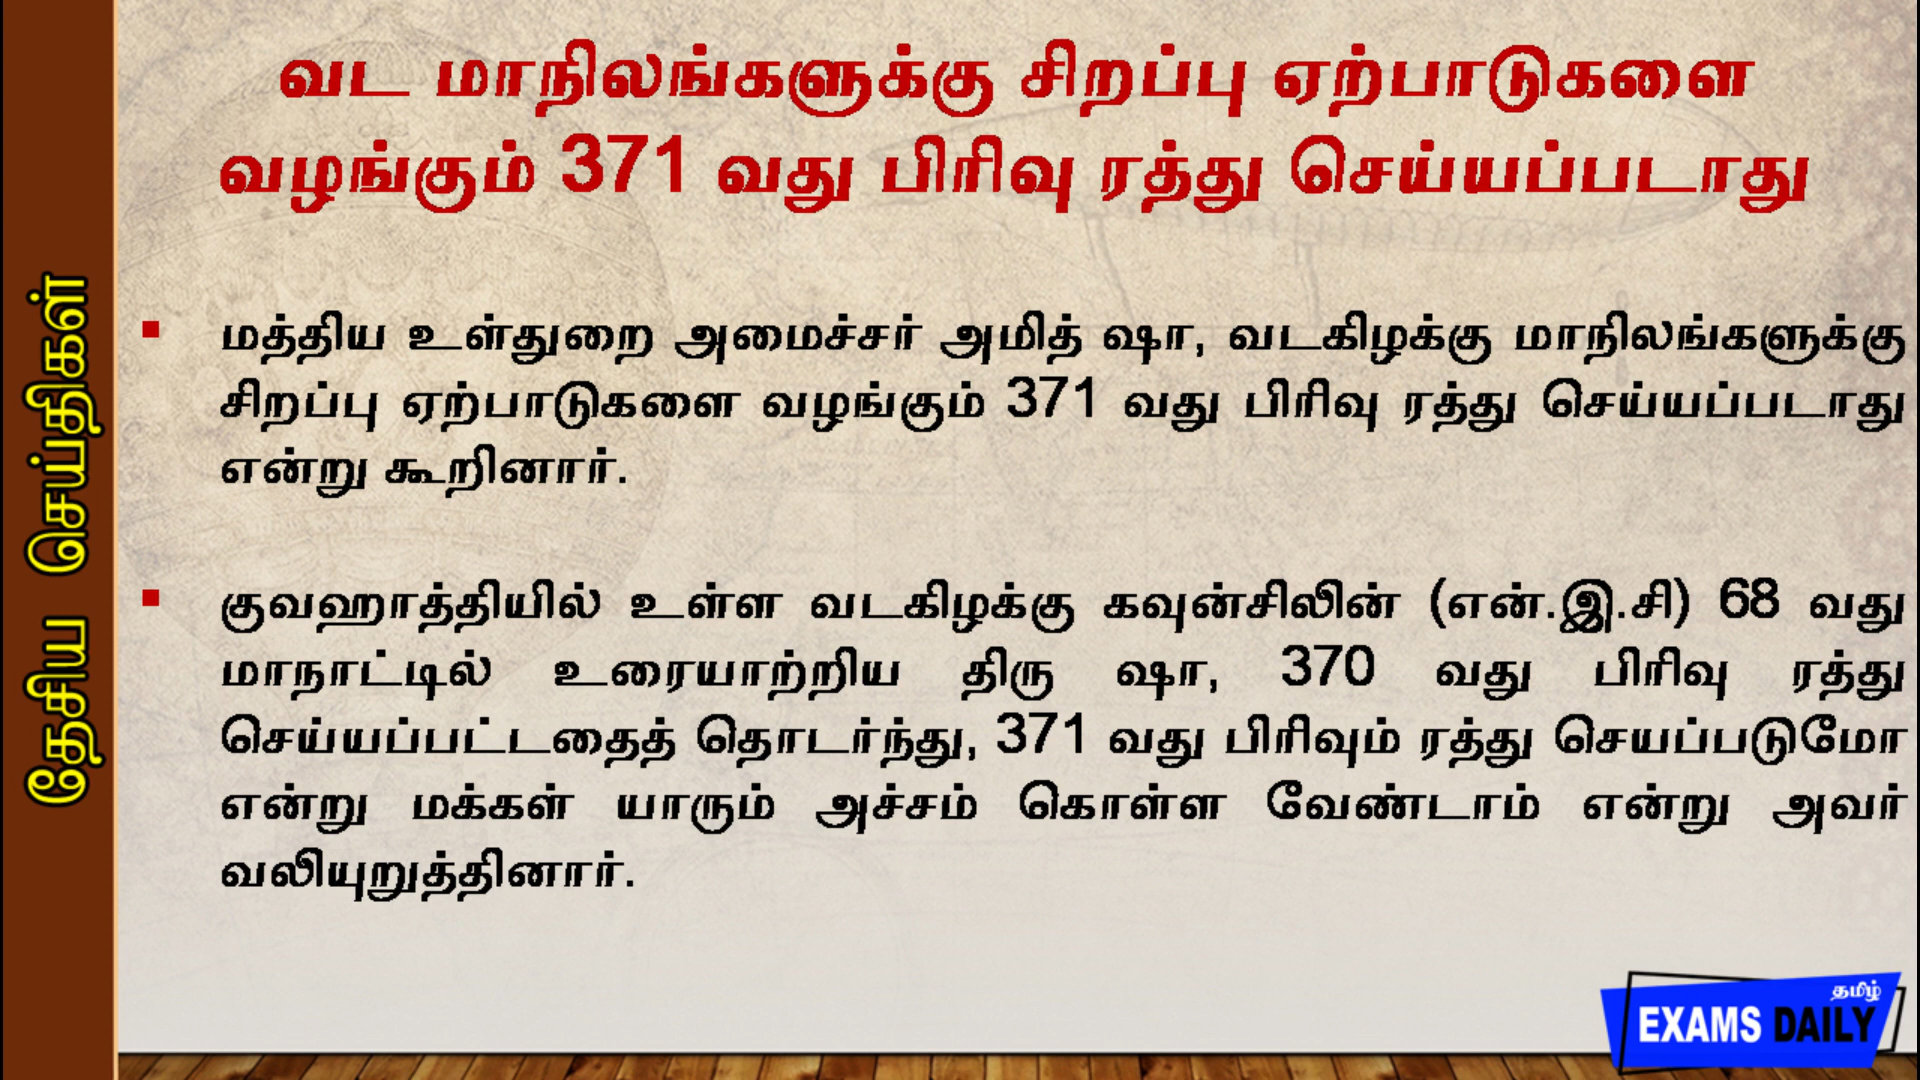 வட மாநிலங்களுக்கு சிறப்பு ஏற்பாடுகளை
வழங்கும் 371 வது பிரிவு ரத்து செய்யப்படாது
தேசிய செய்திகள்
மத்திய உள்துறை அமைச்சர் அமித் ஷா, வடகிழக்கு மாநிலங்களுக்கு
சிறப்பு ஏற்பாடுகளை வழங்கும் 371 வது பிரிவு ரத்து செய்யப்படாது
என்று கூறினார்.
குவஹாத்தியில் உள்ள வடகிழக்கு கவுன்சிலின் (என்.இ.சி) 68 வது
மாநாட்டில் உரையாற்றிய திரு ஷா, 370 வது பிரிவு ரத்து
செய்யப்பட்டதைத் தொடர்ந்து, 371 வது பிரிவும் ரத்து செயப்படுமோ
என்று மக்கள் யாரும் அச்சம் கொள்ள வேண்டாம் என்று அவர்
வலியுறுத்தினார்.
தமிழ்
EXAMS DAILY